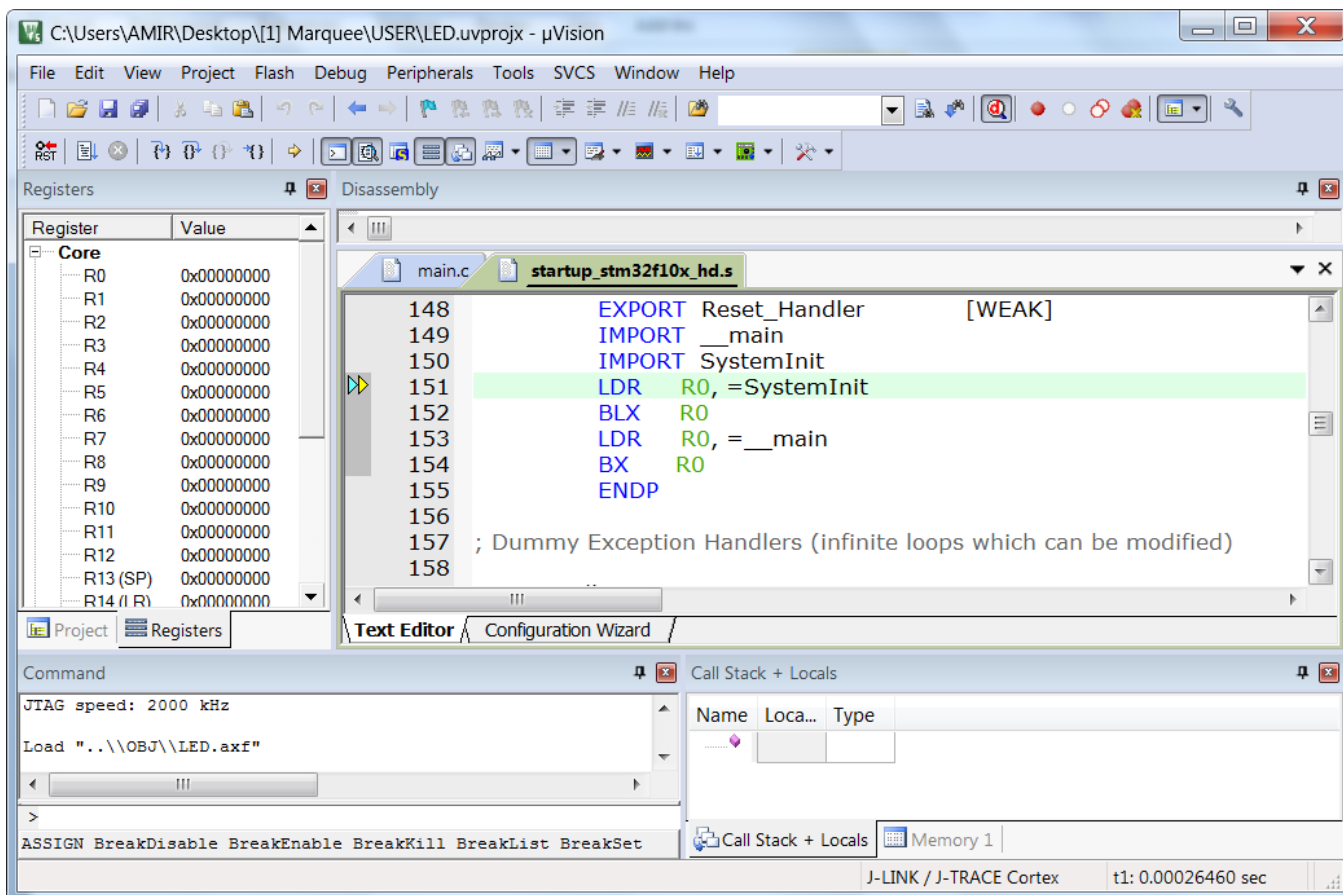 C:\Users\AMIR\Desktop\[1] Marquee\USER\LED.uvprojx - µVision
File Edit View Project Flash Debug Peripherals Tools SVCS Window Help
RST
Registers
Disassembly
Register Value
Core
R0 0x00000000
R1 0x00000000
R2 0x00000000
R3 0x00000000
R4 0x00000000
R5 0x00000000
R6 0x00000000
R7 0x00000000
R8 0x00000000
R9 0x00000000
R10 0x00000000
R11 0x00000000
R12 0x00000000
R13 (SP) 0x00000000
R14 (LR) 0x00000000
Project Registers
main.c startup_stm32f10x_hd.s
148 EXPORT Reset_Handler [WEAK]
149 IMPORT __main
150 IMPORT SystemInit
151 LDR R0, =SystemInit
152 BLX R0
153 LDR R0, =__main
154 BX R0
155 ENDP
156
157 ; Dummy Exception Handlers (infinite loops which can be modified)
158
Text Editor Configuration Wizard
Command
JTAG speed: 2000 kHz
Load "..\\OBJ\\LED.axf"
>
ASSIGN BreakDisable BreakEnable BreakKill BreakList BreakSet
Call Stack + Locals
Name Loca... Type
Call Stack + Locals Memory 1
J-LINK / J-TRACE Cortex t1: 0.00026460 sec